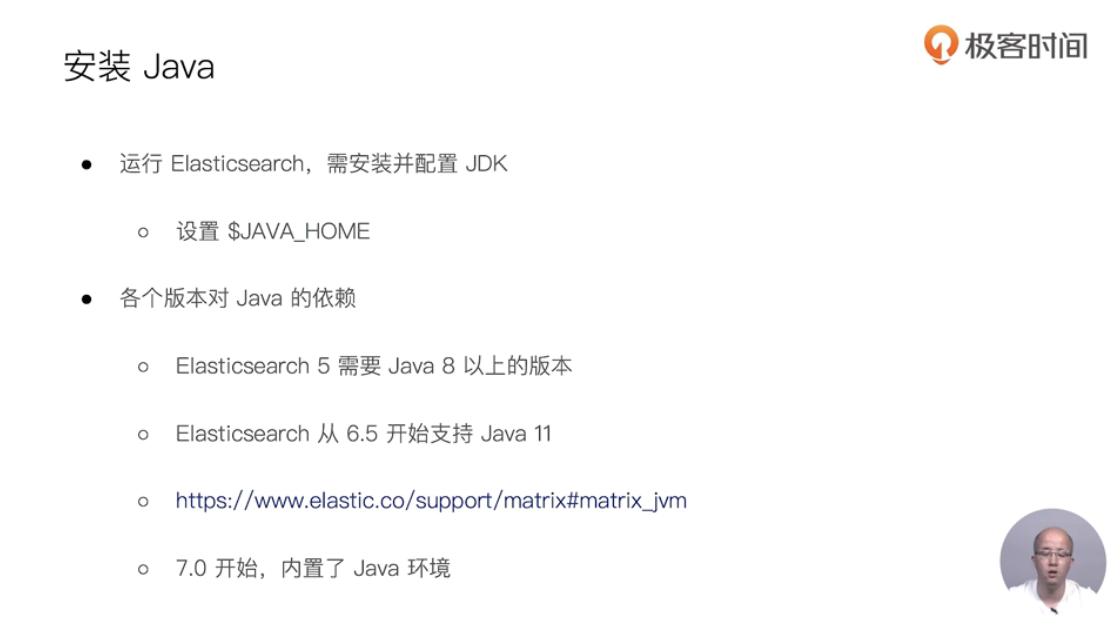 极客时间
安装 Java
运行 Elasticsearch，需安装并配置 JDK
设置 $JAVA_HOME
各个版本对 Java 的依赖
Elasticsearch 5 需要 Java 8 以上的版本
Elasticsearch 从 6.5 开始支持 Java 11
https://www.elastic.co/support/matrix#matrix_jvm
7.0 开始，内置了 Java 环境